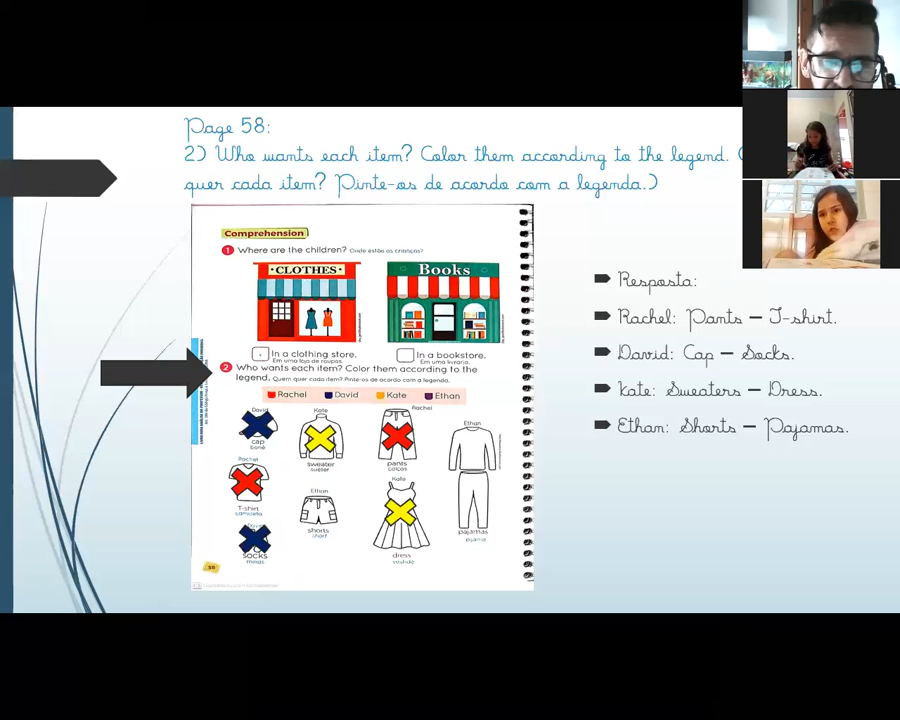 Page 58:
2) Who wants each item? Color them according to the legend.
quer cada item? Pinte-os de acordo com a legenda.)
Comprehension
1 Where are the children? Onde estão as crianças?
CLOTHES
Books
In a clothing store.
In a bookstore.
Em uma loja de roupas.
Em uma livraria.
2 Who wants each item? Color them according to the
legend. Quem quer cada item? Pinte-os de acordo com a legenda.
Rachel David Kate Ethan
David
cap
boné
Kate
sweater
suéter
Rachel
pants
calças
Ethan
pajamas
pijama
Rachel
T-shirt
camiseta
Ethan
shorts
short
Kate
dress
vestido
socks
meias
58
Resposta:
Rachel: Pants – T-shirt.
David: Cap – Socks.
Kate: Sweaters – Dress.
Ethan: Shorts – Pajamas.